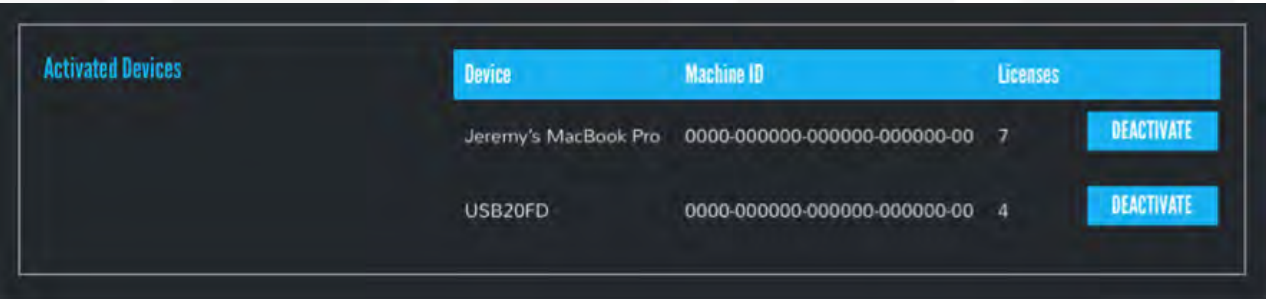 Activated Devices
Device Machine ID Licenses
Jeremy's MacBook Pro 0000-000000-000000-000000-00 7 DEACTIVATE
USB20FD 0000-000000-000000-000000-00 4 DEACTIVATE